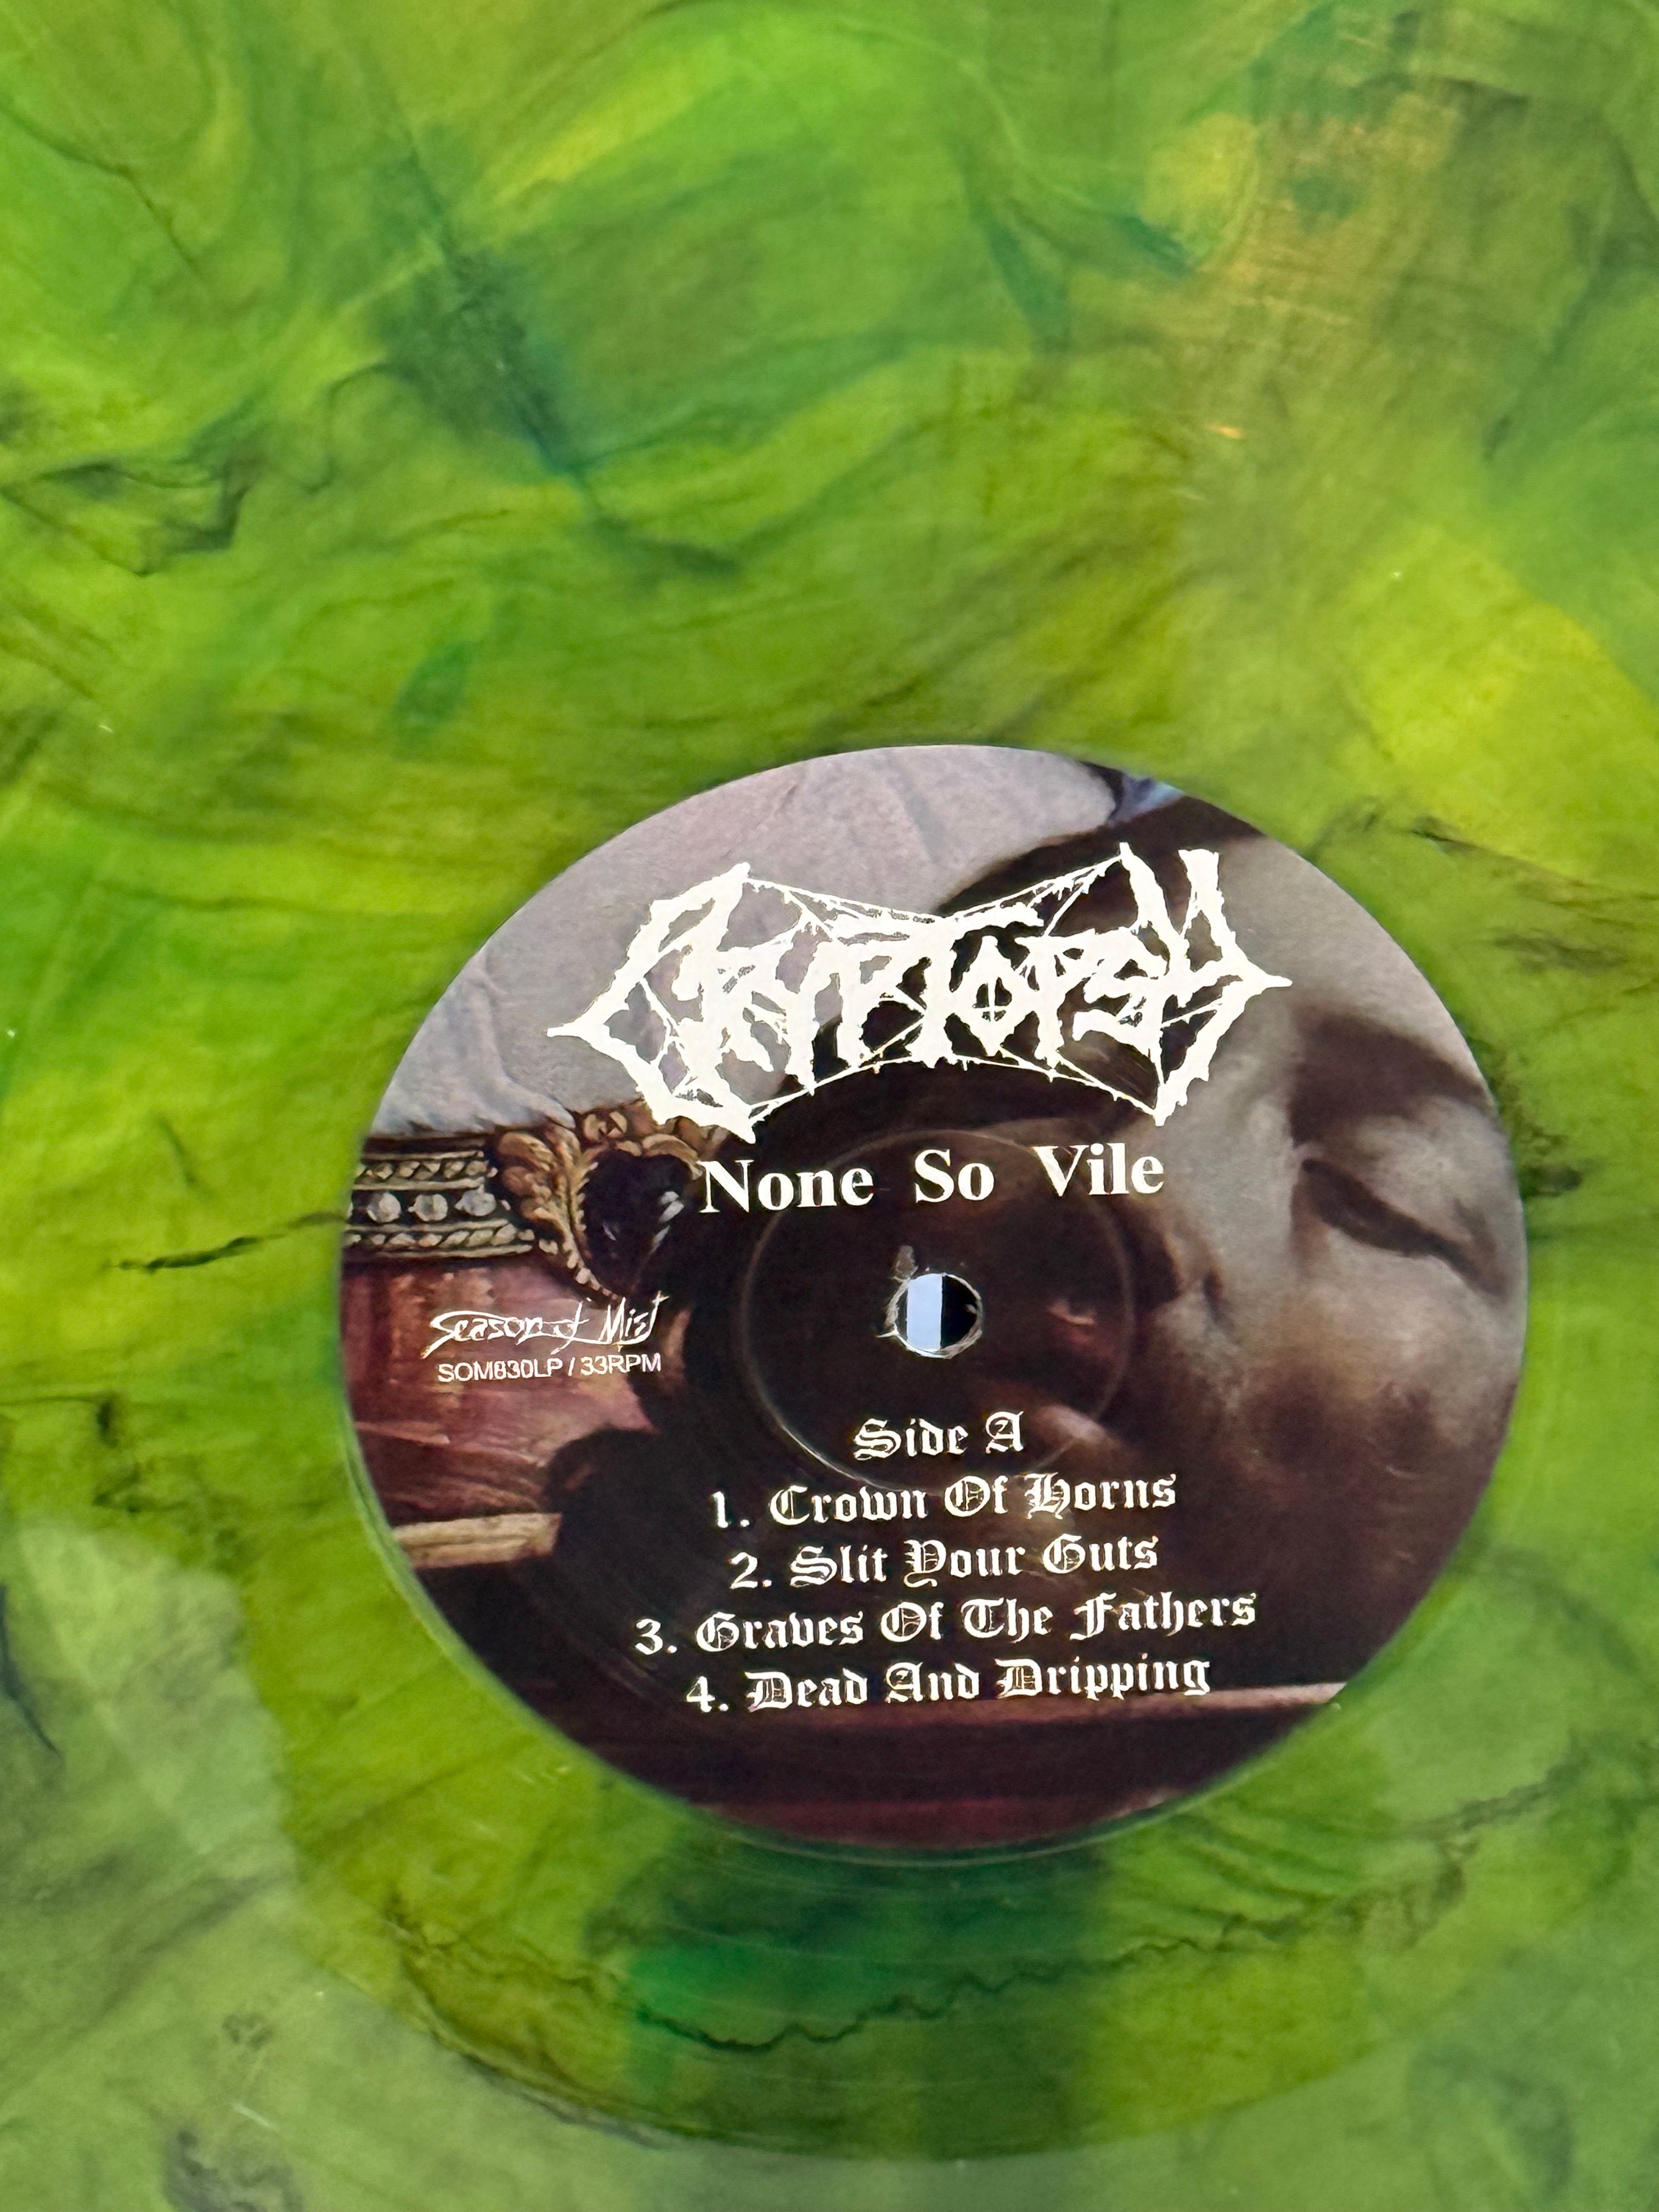 Cryptopsy
None So Vile
Season of Mist
SOM830LP / 33RPM
Side A
1. Crown Of Horns
2. Slit Your Guts
3. Graves Of The Fathers
4. Dead And Dripping